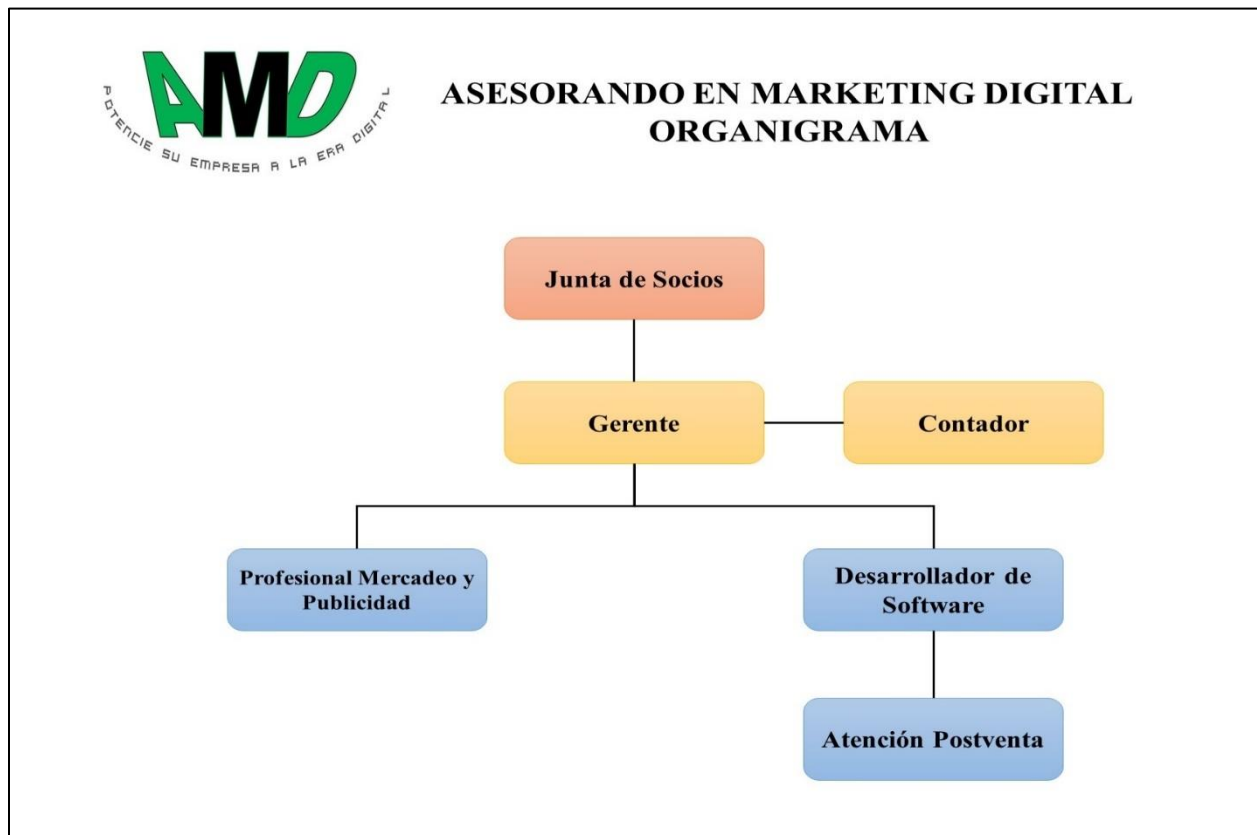 AMD
POTENCIE SU EMPRESA A LA ERA DIGITAL
ASESORANDO EN MARKETING DIGITAL
ORGANIGRAMA
Junta de Socios
Gerente
Contador
Profesional Mercadeo y
Publicidad
Desarrollador de
Software
Atención Postventa